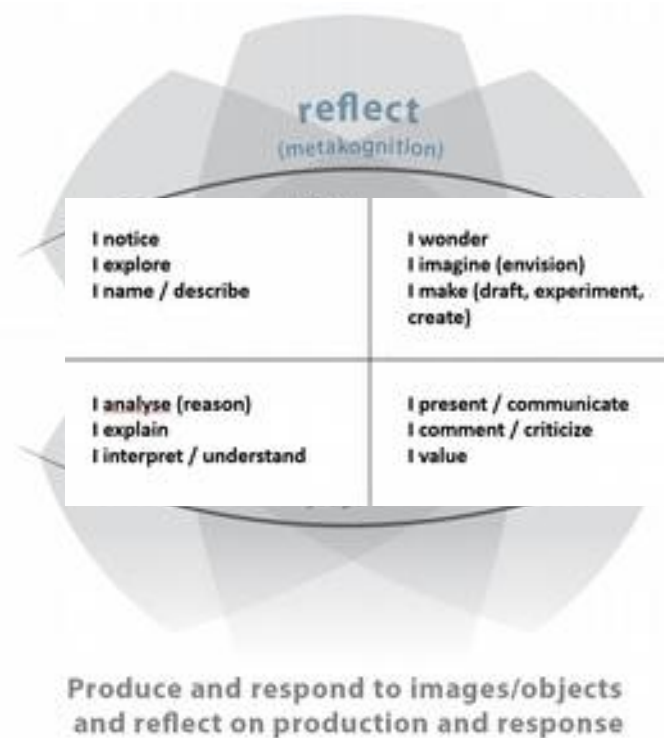 reflect
(metakognition)
I notice
I explore
I name / describe
I wonder
I imagine (envision)
I make (draft, experiment,
create)
I analyse (reason)
I explain
I interpret / understand
I present / communicate
I comment / criticize
I value
Produce and respond to images/objects
and reflect on production and response